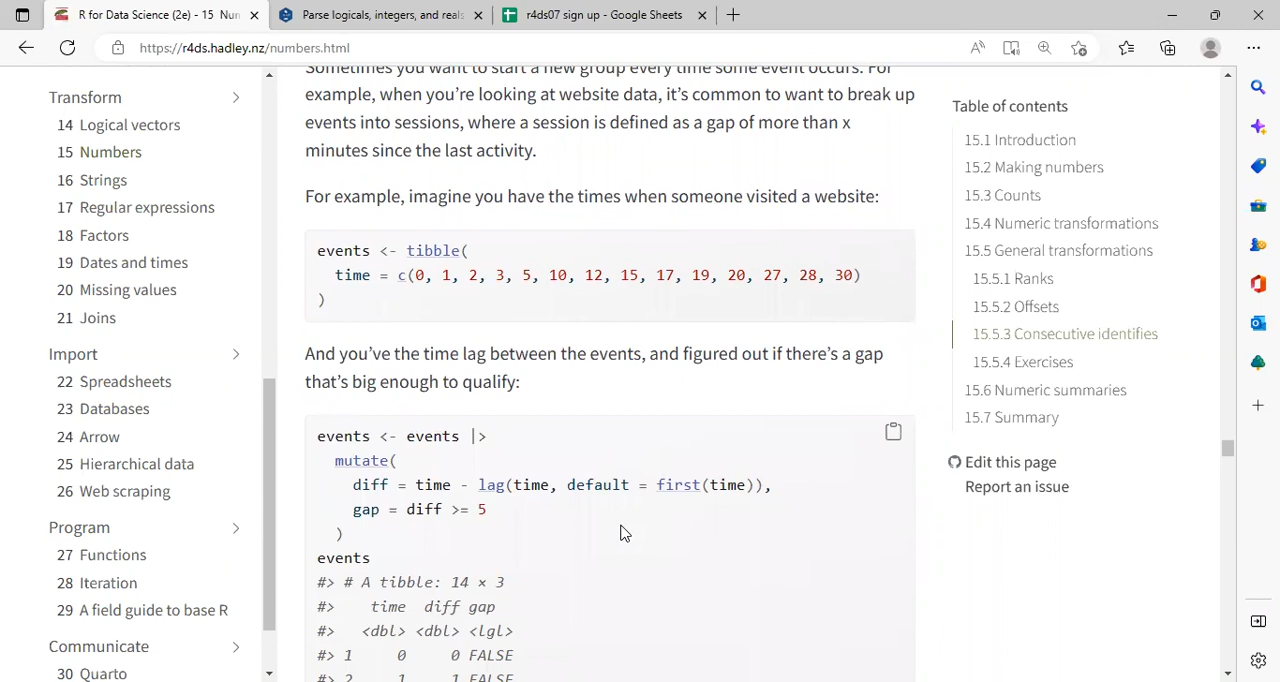 R for Data Science (2e) - 15 Num
Parse logicals, integers, and reals
r4ds07 sign up - Google Sheets
https://r4ds.hadley.nz/numbers.html
Transform
14 Logical vectors
15 Numbers
16 Strings
17 Regular expressions
18 Factors
19 Dates and times
20 Missing values
21 Joins
Import
22 Spreadsheets
23 Databases
24 Arrow
25 Hierarchical data
26 Web scraping
Program
27 Functions
28 Iteration
29 A field guide to base R
Communicate
30 Quarto
Sometimes you want to start a new group every time some event occurs. For
example, when you're looking at website data, it's common to want to break up
events into sessions, where a session is defined as a gap of more than x
minutes since the last activity.
For example, imagine you have the times when someone visited a website:
events <- tibble(
time = c(0, 1, 2, 3, 5, 10, 12, 15, 17, 19, 20, 27, 28, 30)
)
And you've the time lag between the events, and figured out if there's a gap
that's big enough to qualify:
events <- events |>
mutate(
diff = time - lag(time, default = first(time)),
gap = diff >= 5
)
events
#> # A tibble: 14 × 3
#> time diff gap
#> <dbl> <dbl> <lgl>
#> 1 0 0 FALSE
#> 2 1 1 FALSE
Table of contents
15.1 Introduction
15.2 Making numbers
15.3 Counts
15.4 Numeric transformations
15.5 General transformations
15.5.1 Ranks
15.5.2 Offsets
15.5.3 Consecutive identifies
15.5.4 Exercises
15.6 Numeric summaries
15.7 Summary
Edit this page
Report an issue